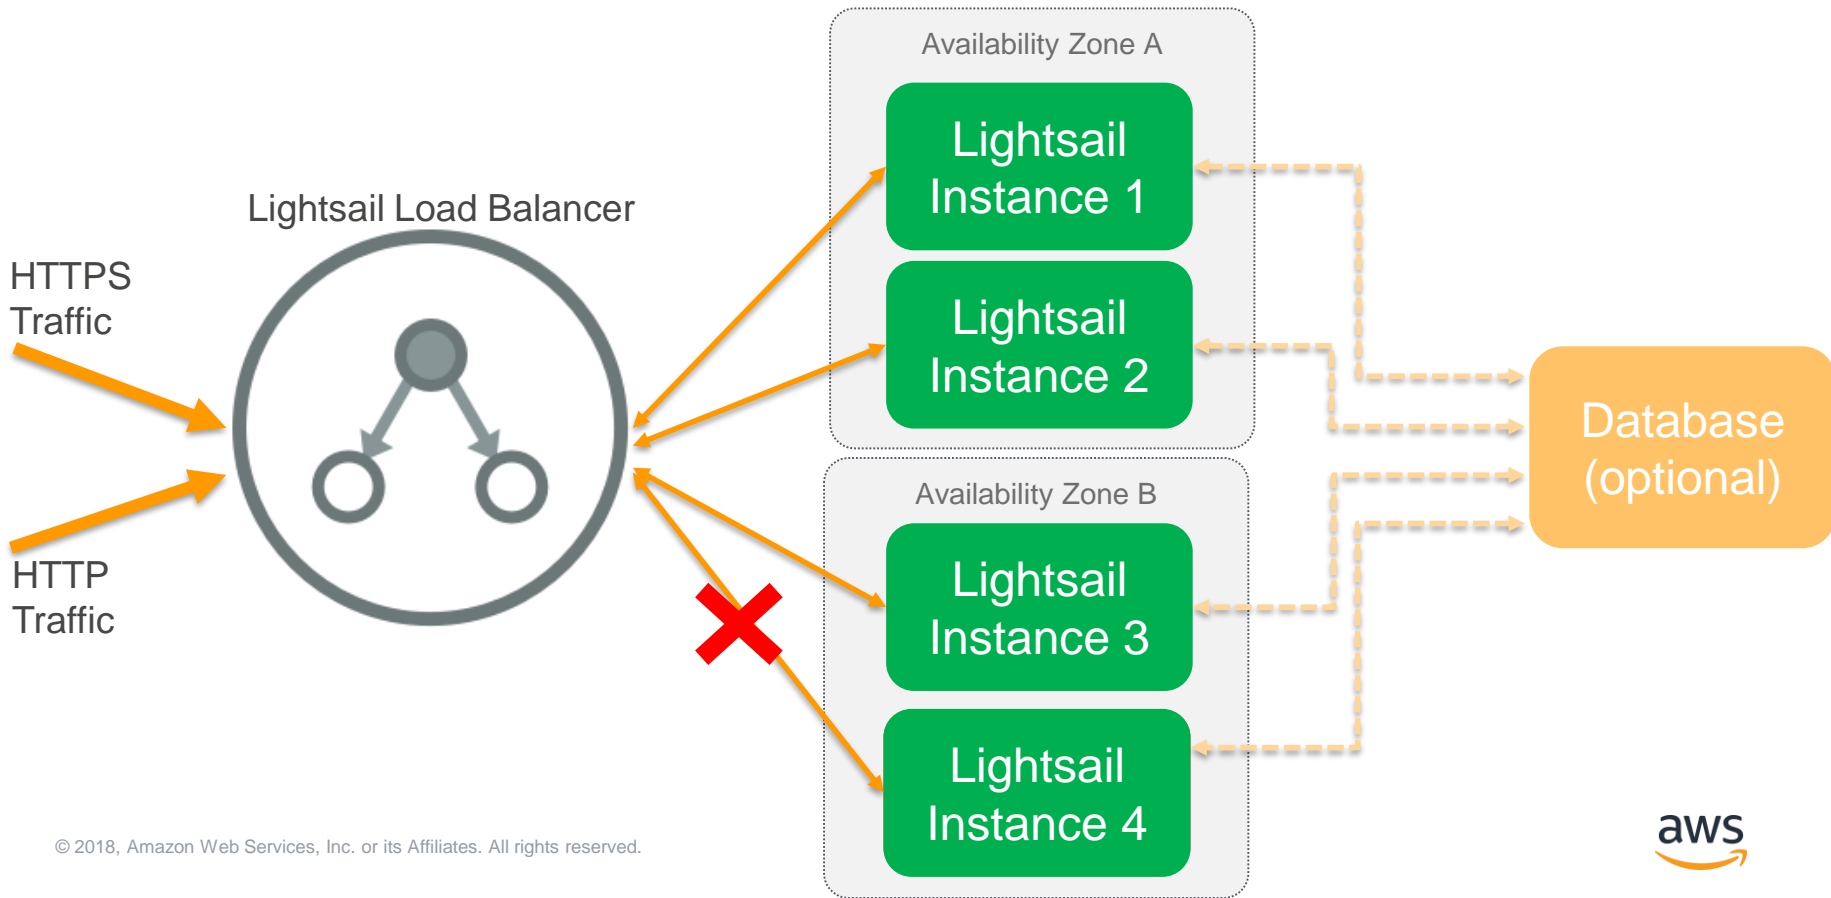 Availability Zone A
Lightsail
Instance 1
Lightsail Load Balancer
HTTPS
Traffic
Lightsail
Instance 2
Database
(optional)
Availability Zone B
HTTP
Traffic
Lightsail
Instance 3
Lightsail
Instance 4
© 2018, Amazon Web Services, Inc. or its Affiliates. All rights reserved.
aws